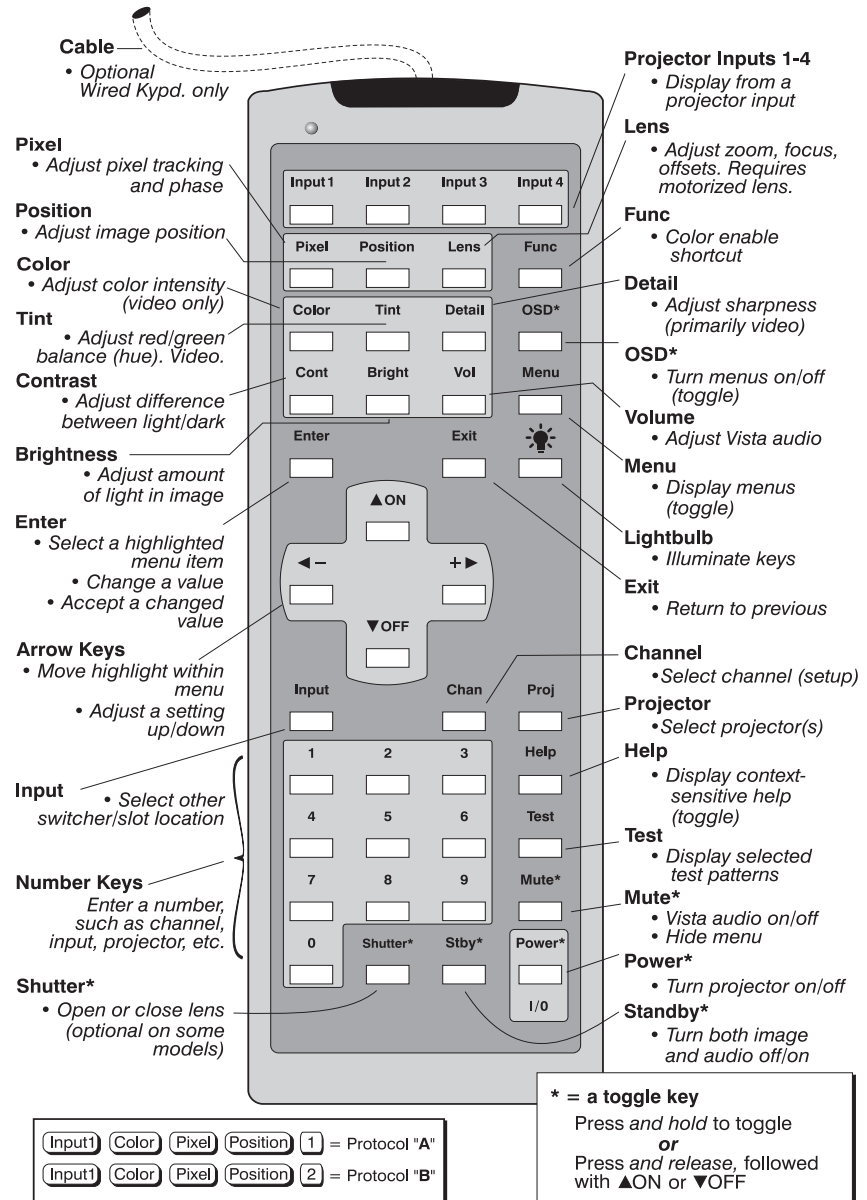 Cable
• Optional
Wired Kypd. only
Pixel
• Adjust pixel tracking
and phase
Position
• Adjust image position
Color
• Adjust color intensity
(video only)
Tint
• Adjust red/green
balance (hue). Video.
Contrast
• Adjust difference
between light/dark
Brightness
• Adjust amount
of light in image
Enter
• Select a highlighted
menu item
• Change a value
• Accept a changed
value
Arrow Keys
• Move highlight within
menu
• Adjust a setting
up/down
Input
• Select other
switcher/slot location
Number Keys
Enter a number,
such as channel,
input, projector, etc.
Shutter*
• Open or close lens
(optional on some
models)
Input 1 Input 2 Input 3 Input 4
Pixel Position Lens Func
Color Tint Detail OSD*
Cont Bright Vol Menu
Enter Exit
▲ON
◄− +►
▼OFF
Input Chan Proj
1 2 3 Help
4 5 6 Test
7 8 9 Mute*
0 Shutter* Stby* Power*
I/0
Projector Inputs 1-4
• Display from a
projector input
Lens
• Adjust zoom, focus,
offsets. Requires
motorized lens.
Func
• Color enable
shortcut
Detail
• Adjust sharpness
(primarily video)
OSD*
• Turn menus on/off
(toggle)
Volume
• Adjust Vista audio
Menu
• Display menus
(toggle)
Lightbulb
• Illuminate keys
Exit
• Return to previous
Channel
•Select channel (setup)
Projector
•Select projector(s)
Help
• Display context-
sensitive help
(toggle)
Test
• Display selected
test patterns
Mute*
• Vista audio on/off
• Hide menu
Power*
• Turn projector on/off
Standby*
• Turn both image
and audio off/on
Input1 Color Pixel Position 1 = Protocol "A"
Input1 Color Pixel Position 2 = Protocol "B"
* = a toggle key
Press and hold to toggle
or
Press and release, followed
with ▲ON or ▼OFF